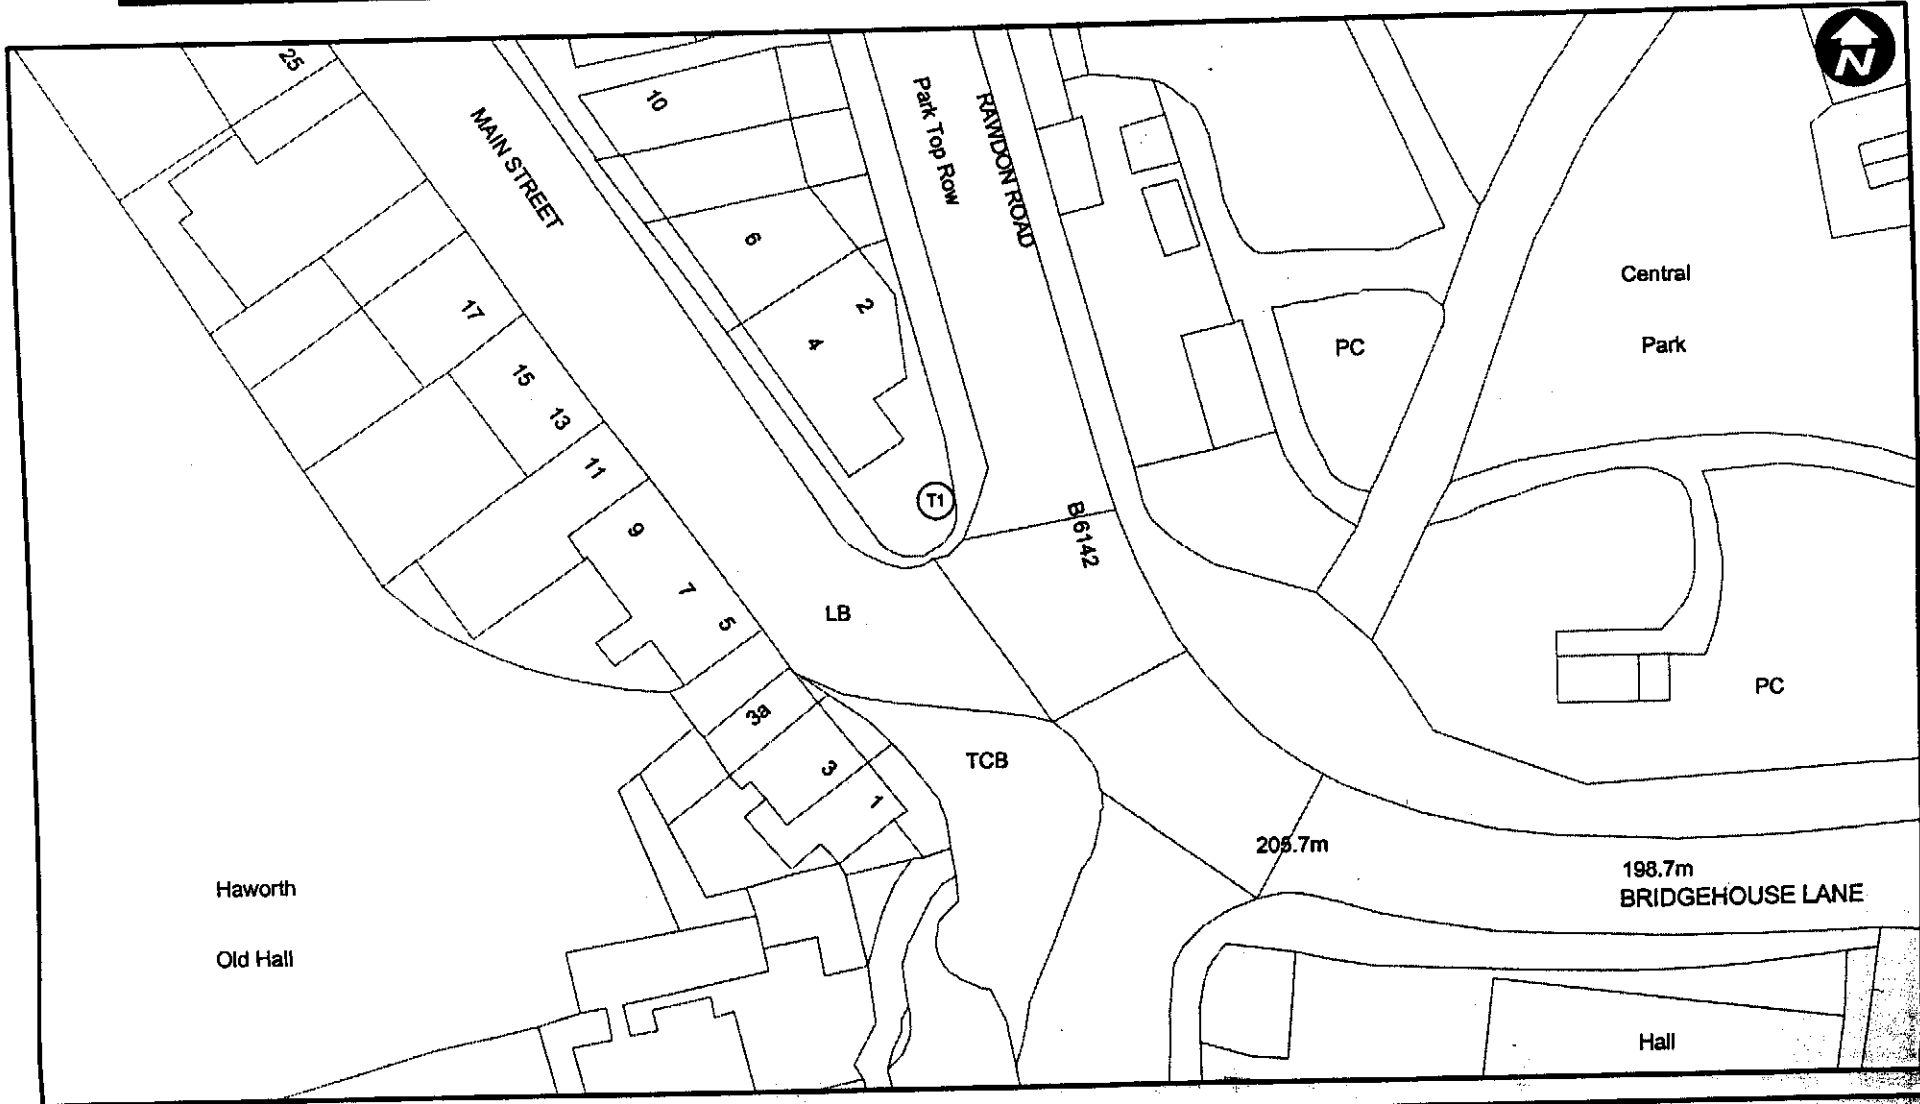 N
25
10
MAIN STREET
Park Top Row
RAWDON ROAD
6
2
4
Central
Park
PC
17
15
13
11
9
7
5
T1
B 6142
LB
PC
3a
3
1
TCB
205.7m
198.7m
BRIDGEHOUSE LANE
Haworth
Old Hall
Hall